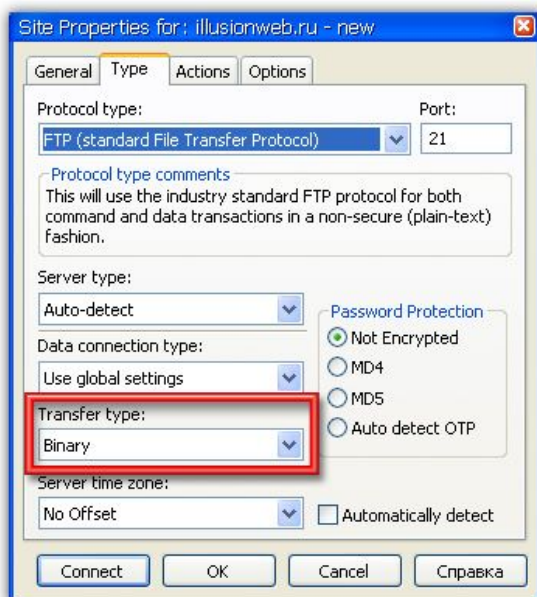 Site Properties for: illusionweb.ru - new
General Type Actions Options
Protocol type: Port:
FTP (standard File Transfer Protocol) 21
Protocol type comments
This will use the industry standard FTP protocol for both
command and data transactions in a non-secure (plain-text)
fashion.
Server type:
Auto-detect
Data connection type:
Use global settings
Transfer type:
Binary
Server time zone:
No Offset
Password Protection
Not Encrypted
MD4
MD5
Auto detect OTP
Automatically detect
Connect OK Cancel Справка